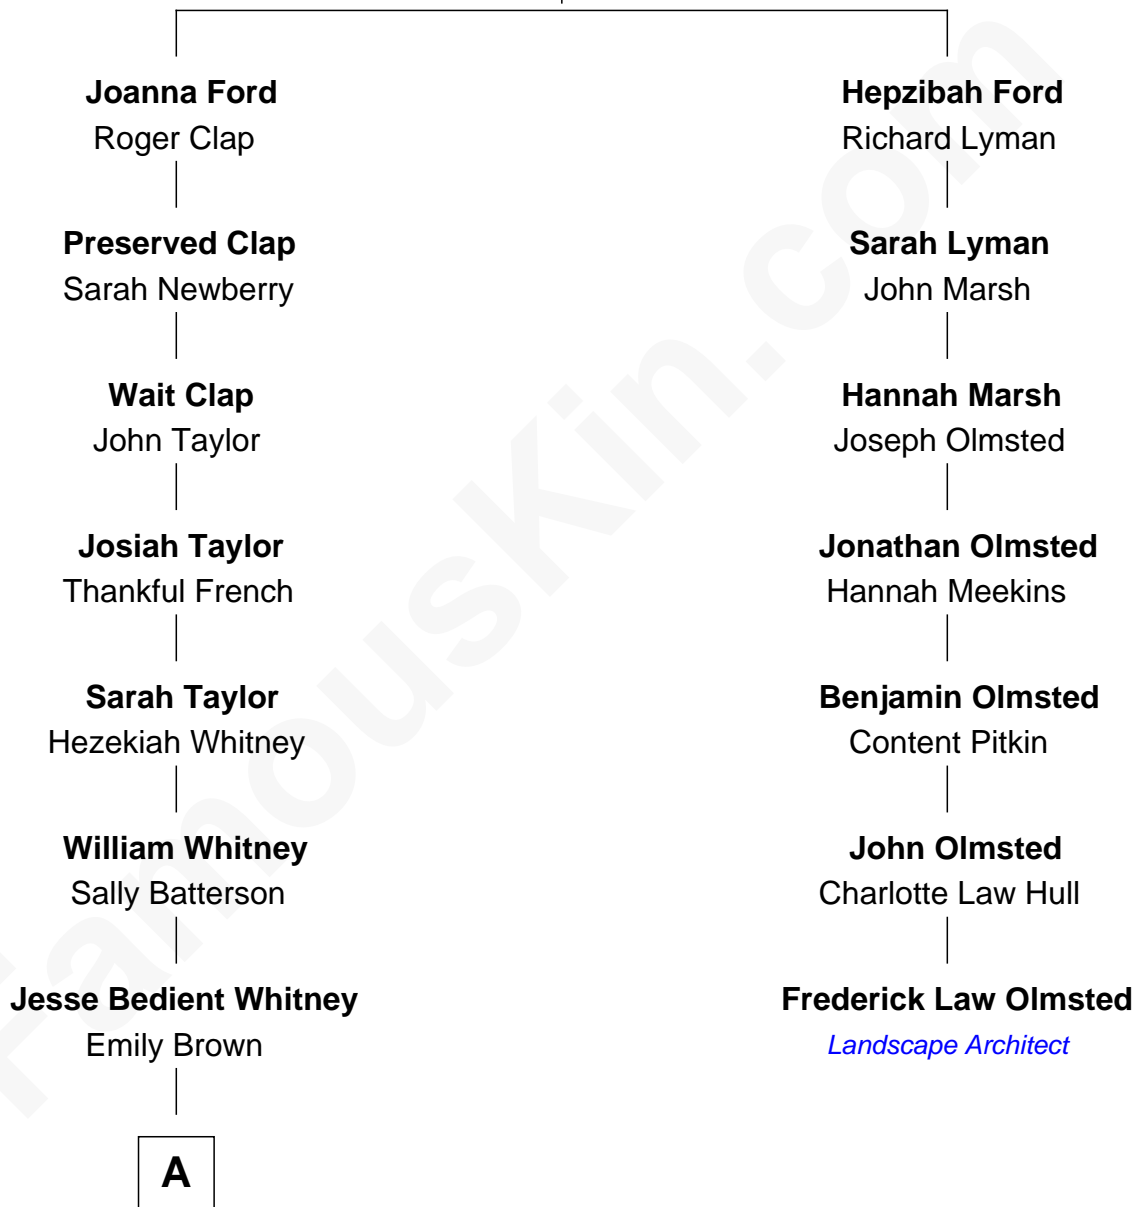 Joanna Ford
Roger Clap
Hepzibah Ford
Richard Lyman
Preserved Clap
Sarah Newberry
Sarah Lyman
John Marsh
Wait Clap
John Taylor
Hannah Marsh
Joseph Olmsted
Josiah Taylor
Thankful French
Jonathan Olmsted
Hannah Meekins
Sarah Taylor
Hezekiah Whitney
Benjamin Olmsted
Content Pitkin
William Whitney
Sally Batterson
John Olmsted
Charlotte Law Hull
Jesse Bedient Whitney
Emily Brown
Frederick Law Olmsted
Landscape Architect
A
FamousKin.com